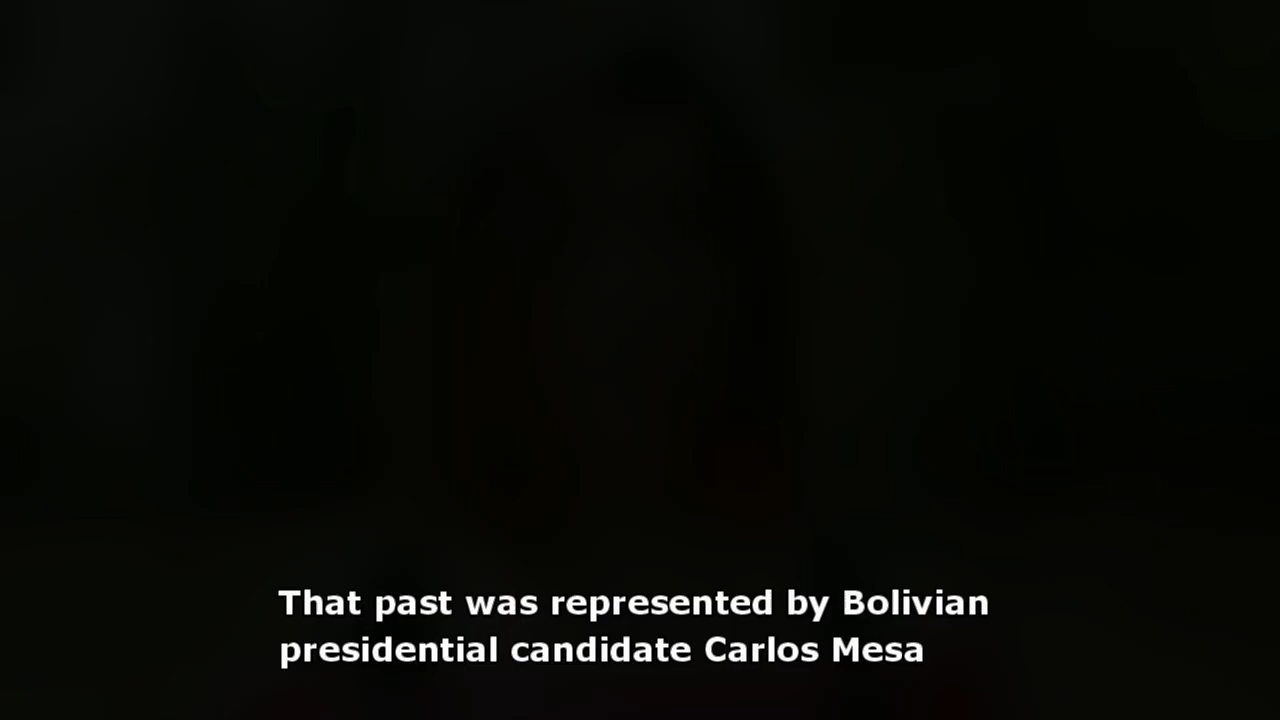 That past was represented by Bolivian
presidential candidate Carlos Mesa